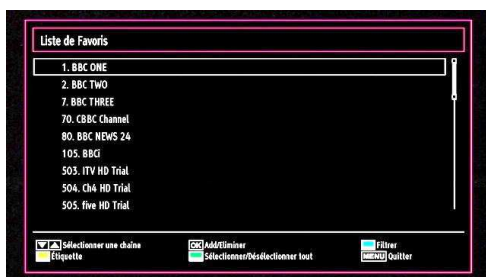 Liste de Favoris
1. BBC ONE
2. BBC TWO
7. BBC THREE
70. CBBC Channel
80. BBC NEWS 24
105. BBCi
503. ITV HD Trial
504. Ch4 HD Trial
505. five HD Trial
Sélectionner une chaîne OK Add/Eliminer Filtrer
Étiquette Sélectionner/Désélectionner tout MENU Quitter